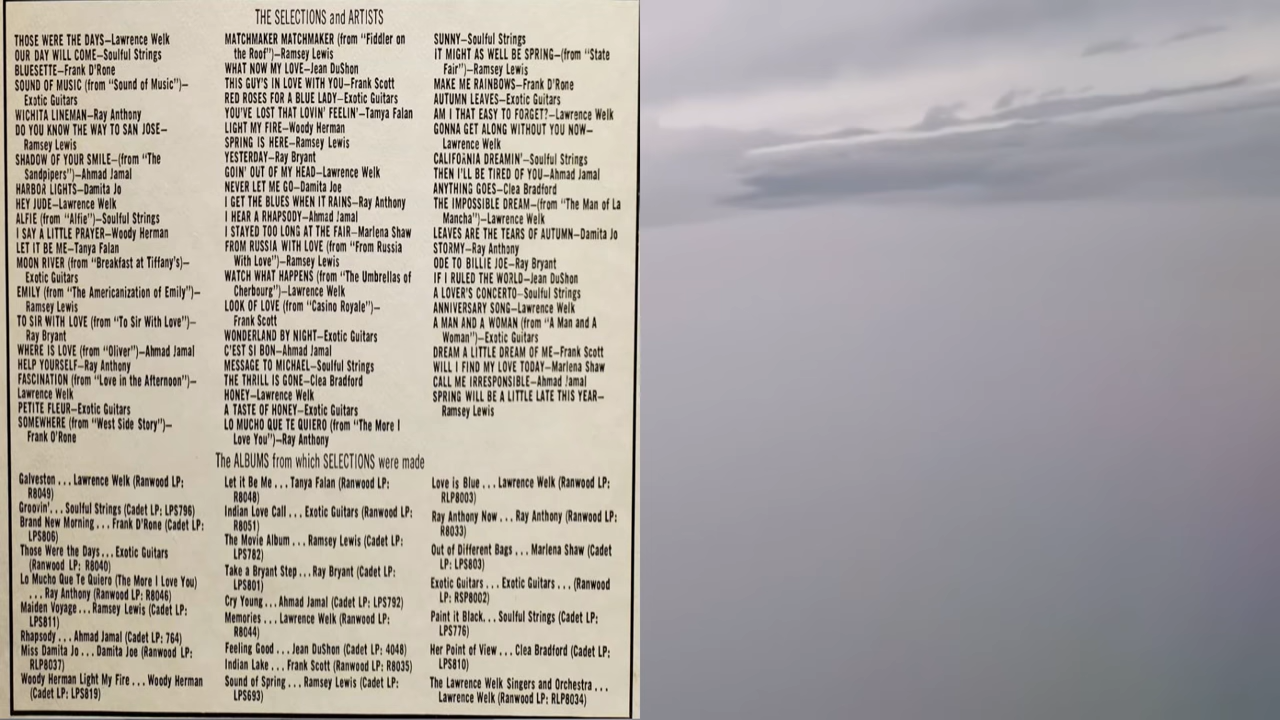 THE SELECTIONS and ARTISTS
THOSE WERE THE DAYS—Lawrence Welk
OUR DAY WILL COME—Soulful Strings
BLUESETTE—Frank D'Rone
SOUND OF MUSIC (from "Sound of Music")—
Exotic Guitars
WICHITA LINEMAN—Ray Anthony
DO YOU KNOW THE WAY TO SAN JOSE—
Ramsey Lewis
SHADOW OF YOUR SMILE—(from "The
Sandpipers")—Ahmad Jamal
HARBOR LIGHTS—Damita Jo
HEY JUDE—Lawrence Welk
ALFIE (from "Alfie")—Soulful Strings
I SAY A LITTLE PRAYER—Woody Herman
LET IT BE ME—Tanya Falan
MOON RIVER (from "Breakfast at Tiffany's)—
Exotic Guitars
EMILY (from "The Americanization of Emily")—
Ramsey Lewis
TO SIR WITH LOVE (from "To Sir With Love")—
Ray Bryant
WHERE IS LOVE (from "Oliver")—Ahmad Jamal
HELP YOURSELF—Ray Anthony
FASCINATION (from "Love in the Afternoon")—
Lawrence Welk
PETITE FLEUR—Exotic Guitars
SOMEWHERE (from "West Side Story")—
Frank O'Rone
MATCHMAKER MATCHMAKER (from "Fiddler on
the Roof")—Ramsey Lewis
WHAT NOW MY LOVE—Jean DuShon
THIS GUY'S IN LOVE WITH YOU—Frank Scott
RED ROSES FOR A BLUE LADY—Exotic Guitars
YOU'VE LOST THAT LOVIN' FEELIN'—Tamya Falan
LIGHT MY FIRE—Woody Herman
SPRING IS HERE—Ramsey Lewis
YESTERDAY—Ray Bryant
GOIN' OUT OF MY HEAD—Lawrence Welk
NEVER LET ME GO—Damita Joe
I GET THE BLUES WHEN IT RAINS—Ray Anthony
I HEAR A RHAPSODY—Ahmad Jamal
I STAYED TOO LONG AT THE FAIR—Marlena Shaw
FROM RUSSIA WITH LOVE (from "From Russia
With Love")—Ramsey Lewis
WATCH WHAT HAPPENS (from "The Umbrellas of
Cherbourg")—Lawrence Welk
LOOK OF LOVE (from "Casino Royale")—
Frank Scott
WONDERLAND BY NIGHT—Exotic Guitars
C'EST SI BON—Ahmad Jamal
MESSAGE TO MICHAEL—Soulful Strings
THE THRILL IS GONE—Clea Bradford
HONEY—Lawrence Welk
A TASTE OF HONEY—Exotic Guitars
LO MUCHO QUE TE QUIERO (from "The More I
Love You")—Ray Anthony
SUNNY—Soulful Strings
IT MIGHT AS WELL BE SPRING—(from "State
Fair")—Ramsey Lewis
MAKE ME RAINBOWS—Frank D'Rone
AUTUMN LEAVES—Exotic Guitars
AM I THAT EASY TO FORGET?—Lawrence Welk
GONNA GET ALONG WITHOUT YOU NOW—
Lawrence Welk
CALIFORNIA DREAMIN'—Soulful Strings
THEN I'LL BE TIRED OF YOU—Ahmad Jamal
ANYTHING GOES—Clea Bradford
THE IMPOSSIBLE DREAM—(from "The Man of La
Mancha")—Lawrence Welk
LEAVES ARE THE TEARS OF AUTUMN—Damita Jo
STORMY—Ray Anthony
ODE TO BILLIE JOE—Ray Bryant
IF I RULED THE WORLD—Jean DuShon
A LOVER'S CONCERTO—Soulful Strings
ANNIVERSARY SONG—Lawrence Welk
A MAN AND A WOMAN (from "A Man and A
Woman")—Exotic Guitars
DREAM A LITTLE DREAM OF ME—Frank Scott
WILL I FIND MY LOVE TODAY—Marlena Shaw
CALL ME IRRESPONSIBLE—Ahmad Jamal
SPRING WILL BE A LITTLE LATE THIS YEAR—
Ramsey Lewis
The ALBUMS from which SELECTIONS were made
Galveston . . . Lawrence Welk (Ranwood LP:
R8049)
Groovin'. . . Soulful Strings (Cadet LP: LPS796)
Brand New Morning . . . Frank D'Rone (Cadet LP:
LPS806)
Those Were the Days . . . Exotic Guitars
(Ranwood LP: R8040)
Lo Mucho Que Te Quiero (The More I Love You)
. . . Ray Anthony (Ranwood LP: R8046)
Maiden Voyage . . . Ramsey Lewis (Cadet LP:
LPS811)
Rhapsody . . . Ahmad Jamal (Cadet LP: 764)
Miss Damita Jo . . . Damita Joe (Ranwood LP:
RLP8037)
Woody Herman Light My Fire . . . Woody Herman
(Cadet LP: LPS819)
Let it Be Me . . . Tanya Falan (Ranwood LP:
R8048)
Indian Love Call . . . Exotic Guitars (Ranwood LP:
R8051)
The Movie Album . . . Ramsey Lewis (Cadet LP:
LPS782)
Take a Bryant Step . . . Ray Bryant (Cadet LP:
LPS801)
Cry Young . . . Ahmad Jamal (Cadet LP: LPS792)
Memories . . . Lawrence Welk (Ranwood LP:
R8044)
Feeling Good . . . Jean DuShon (Cadet LP: 4048)
Indian Lake . . . Frank Scott (Ranwood LP: R8035)
Sound of Spring . . . Ramsey Lewis (Cadet LP:
LPS693)
Love is Blue . . . Lawrence Welk (Ranwood LP:
RLP8003)
Ray Anthony Now . . . Ray Anthony (Ranwood LP:
R8033)
Out of Different Bags . . . Marlena Shaw (Cadet
LP: LPS803)
Exotic Guitars . . . Exotic Guitars . . . (Ranwood
LP: RSP8002)
Paint it Black. . . Soulful Strings (Cadet LP:
LPS776)
Her Point of View . . . Clea Bradford (Cadet LP:
LPS810)
The Lawrence Welk Singers and Orchestra . . .
Lawrence Welk (Ranwood LP: RLP8034)